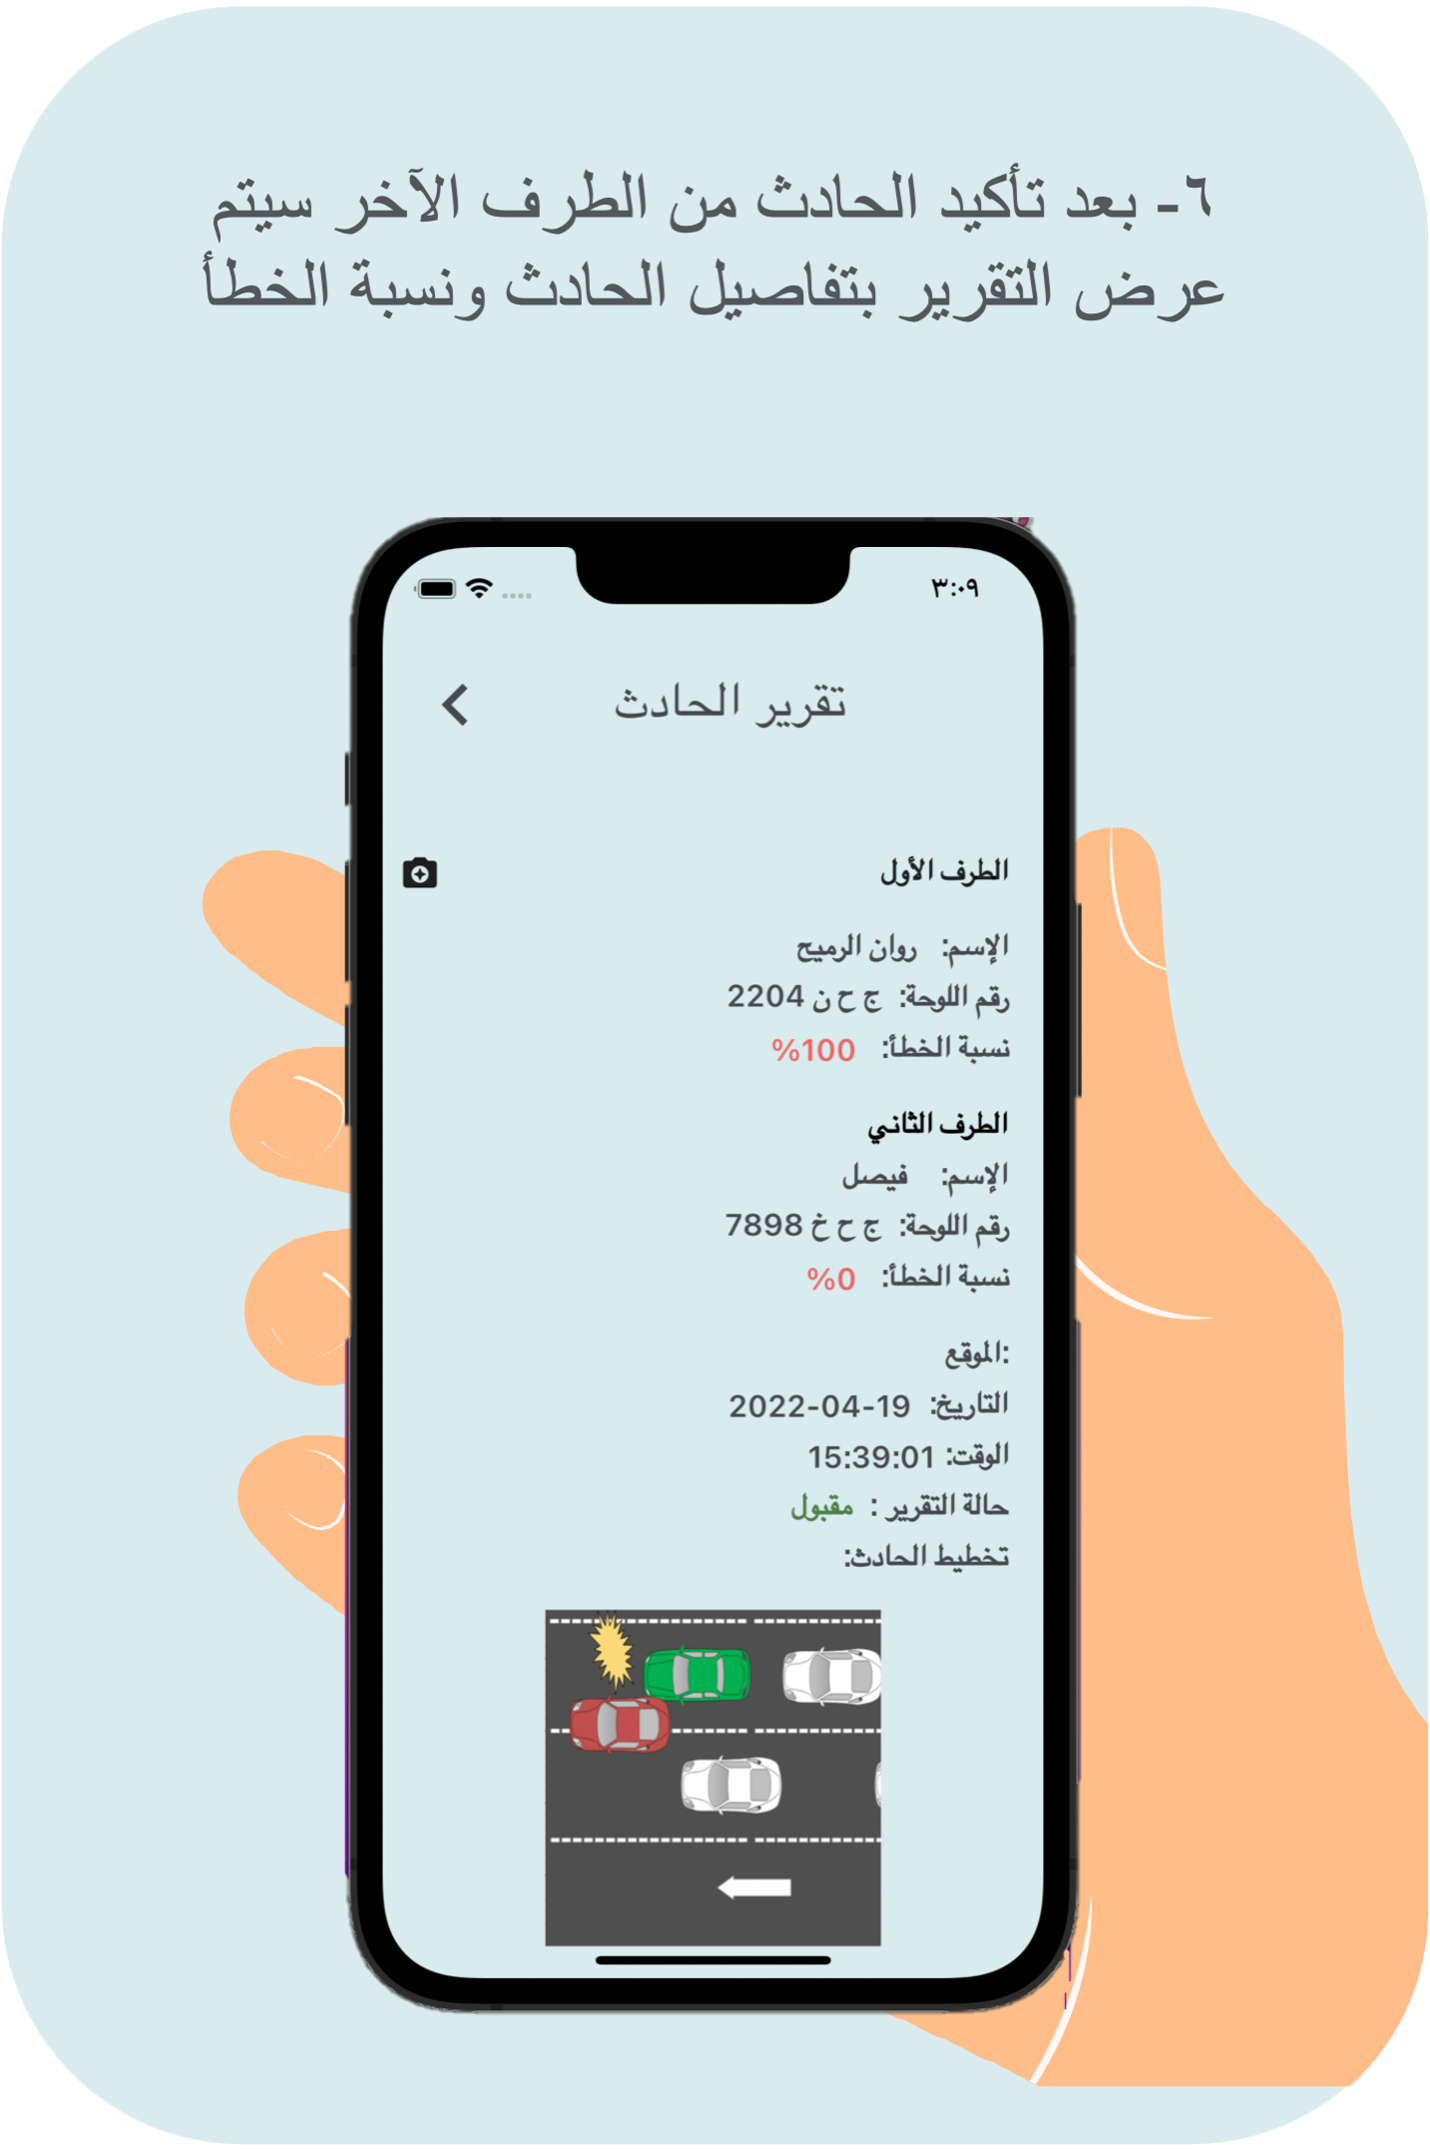 ٦- بعد تأكيد الحادث من الطرف الآخر سيتم
عرض التقرير بتفاصيل الحادث ونسبة الخطأ
٣:٠٩
تقرير الحادث
الطرف الأول
الإسم: روان الرميح
رقم اللوحة: ج ح ن 2204
نسبة الخطأ: 100%
الطرف الثاني
الإسم: فيصل
رقم اللوحة: ج ح خ 7898
نسبة الخطأ: 0%
:الموقع
التاريخ: 2022-04-19
الوقت: 15:39:01
حالة التقرير : مقبول
تخطيط الحادث: